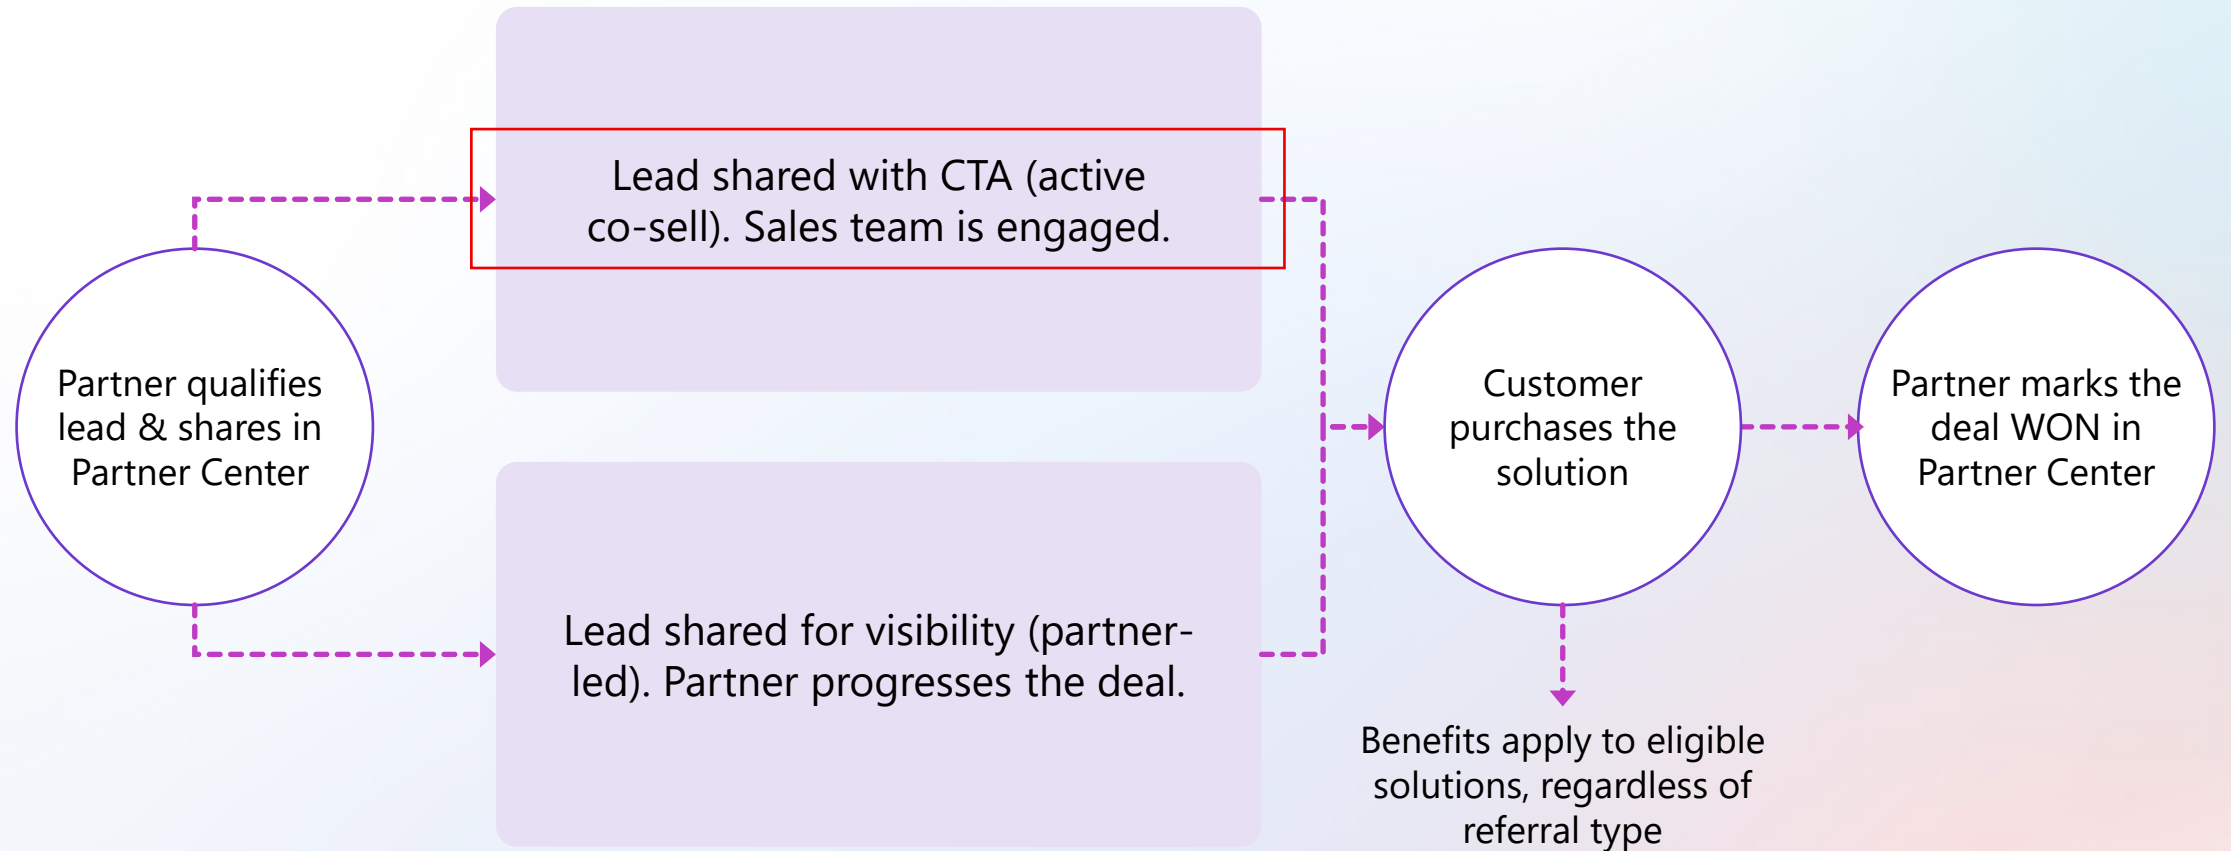 Partner qualifies
lead & shares in
Partner Center
Lead shared with CTA (active
co-sell). Sales team is engaged.
Lead shared for visibility (partner-
led). Partner progresses the deal.
Customer
purchases the
solution
Benefits apply to eligible
solutions, regardless of
referral type
Partner marks the
deal WON in
Partner Center